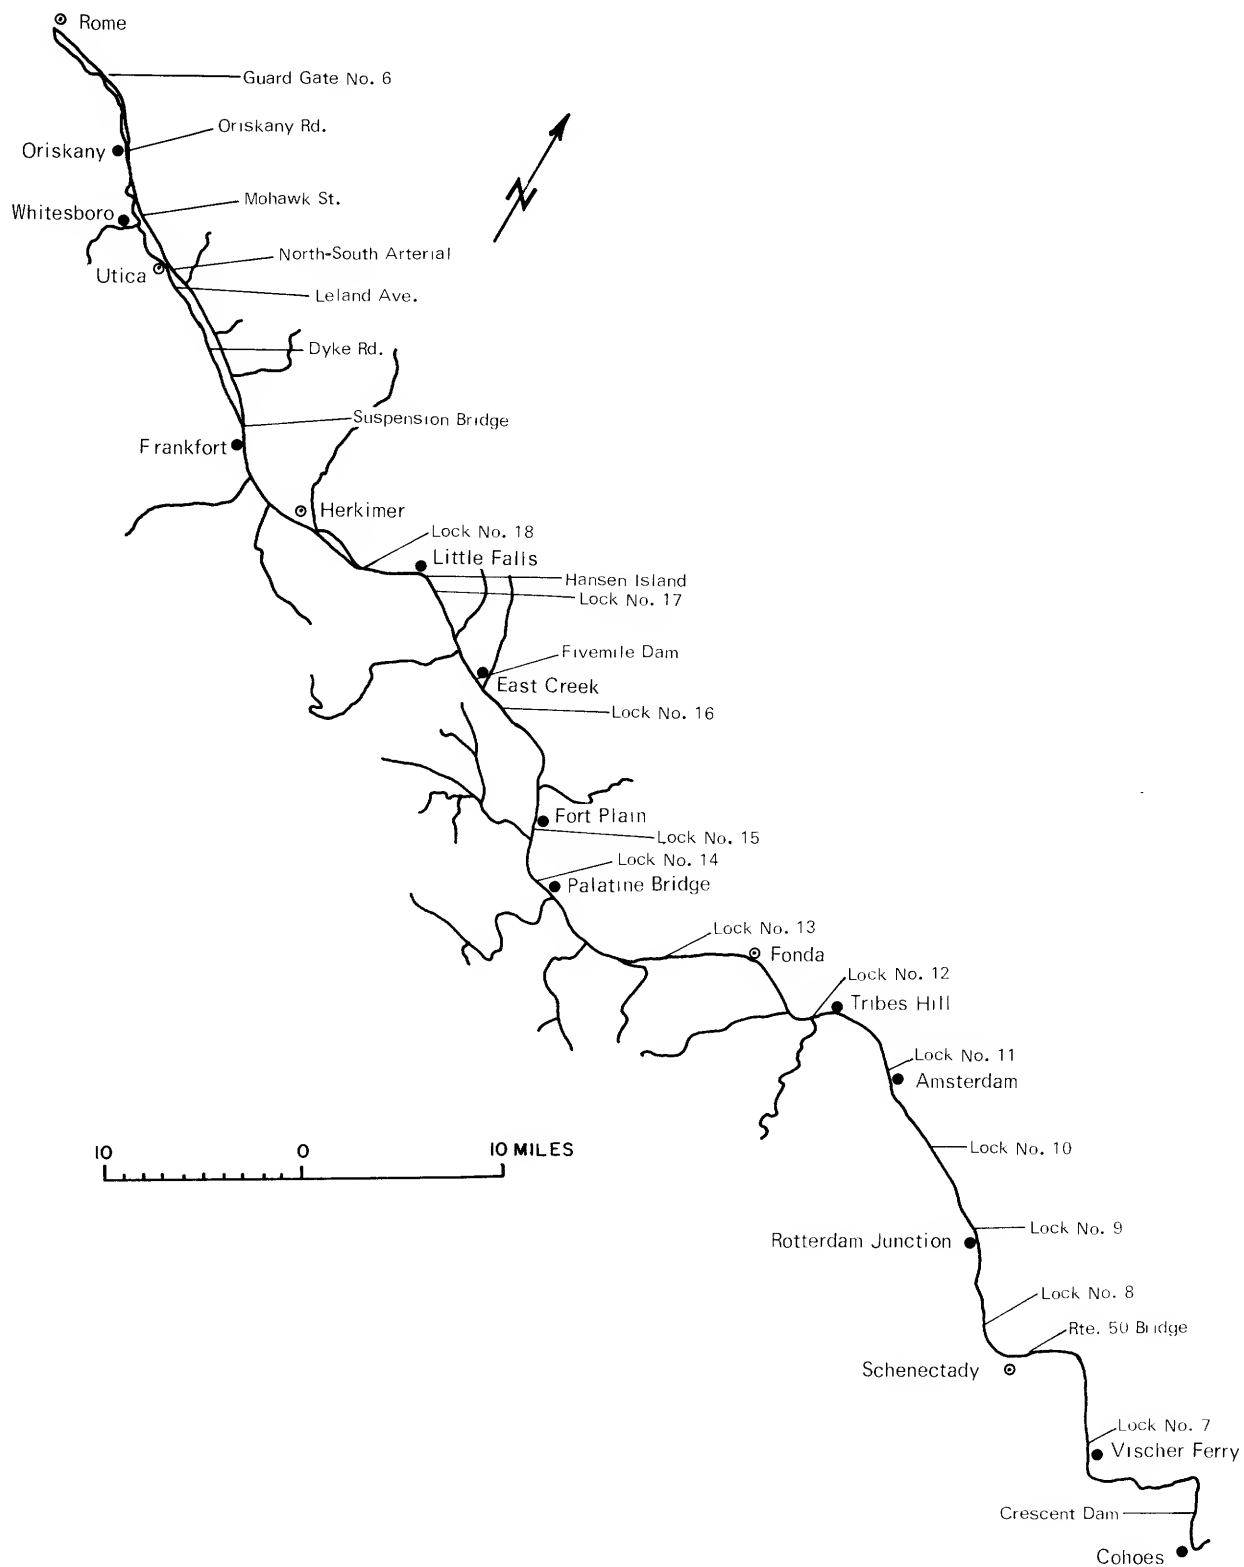 Rome
Guard Gate No. 6
Oriskany Rd.
Oriskany
Mohawk St.
Whitesboro
North-South Arterial
Utica
Leland Ave.
Dyke Rd.
Suspension Bridge
Frankfort
Herkimer
Lock No. 18
Little Falls
Hansen Island
Lock No. 17
Fivemile Dam
East Creek
Lock No. 16
Fort Plain
Lock No. 15
Lock No. 14
Palatine Bridge
Lock No. 13
Fonda
Lock No. 12
Tribes Hill
Lock No. 11
Amsterdam
10 0 10 MILES
Lock No. 10
Lock No. 9
Rotterdam Junction
Lock No. 8
Rte. 50 Bridge
Schenectady
Lock No. 7
Vischer Ferry
Crescent Dam
Cohoes
N